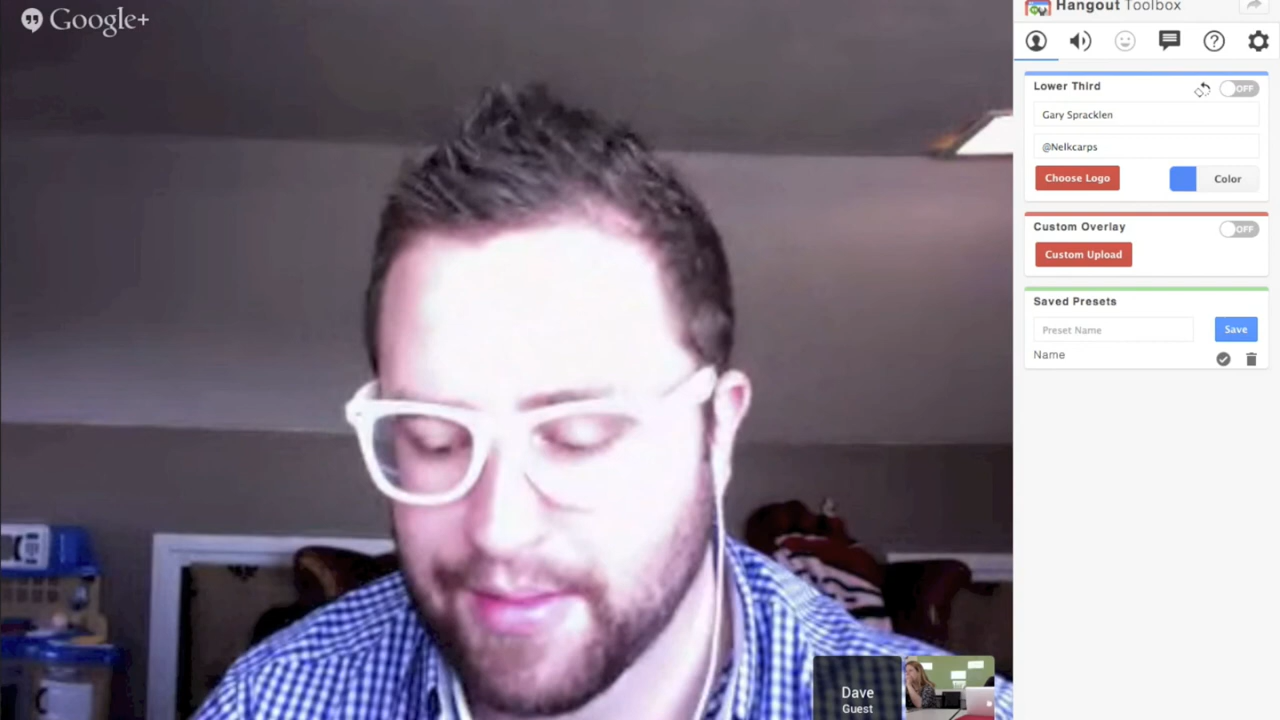 Google+
Hangout Toolbox
Lower Third
OFF
Gary Spracklen
@Nelkcarps
Choose Logo
Color
Custom Overlay
OFF
Custom Upload
Saved Presets
Preset Name
Save
Name
Dave
Guest